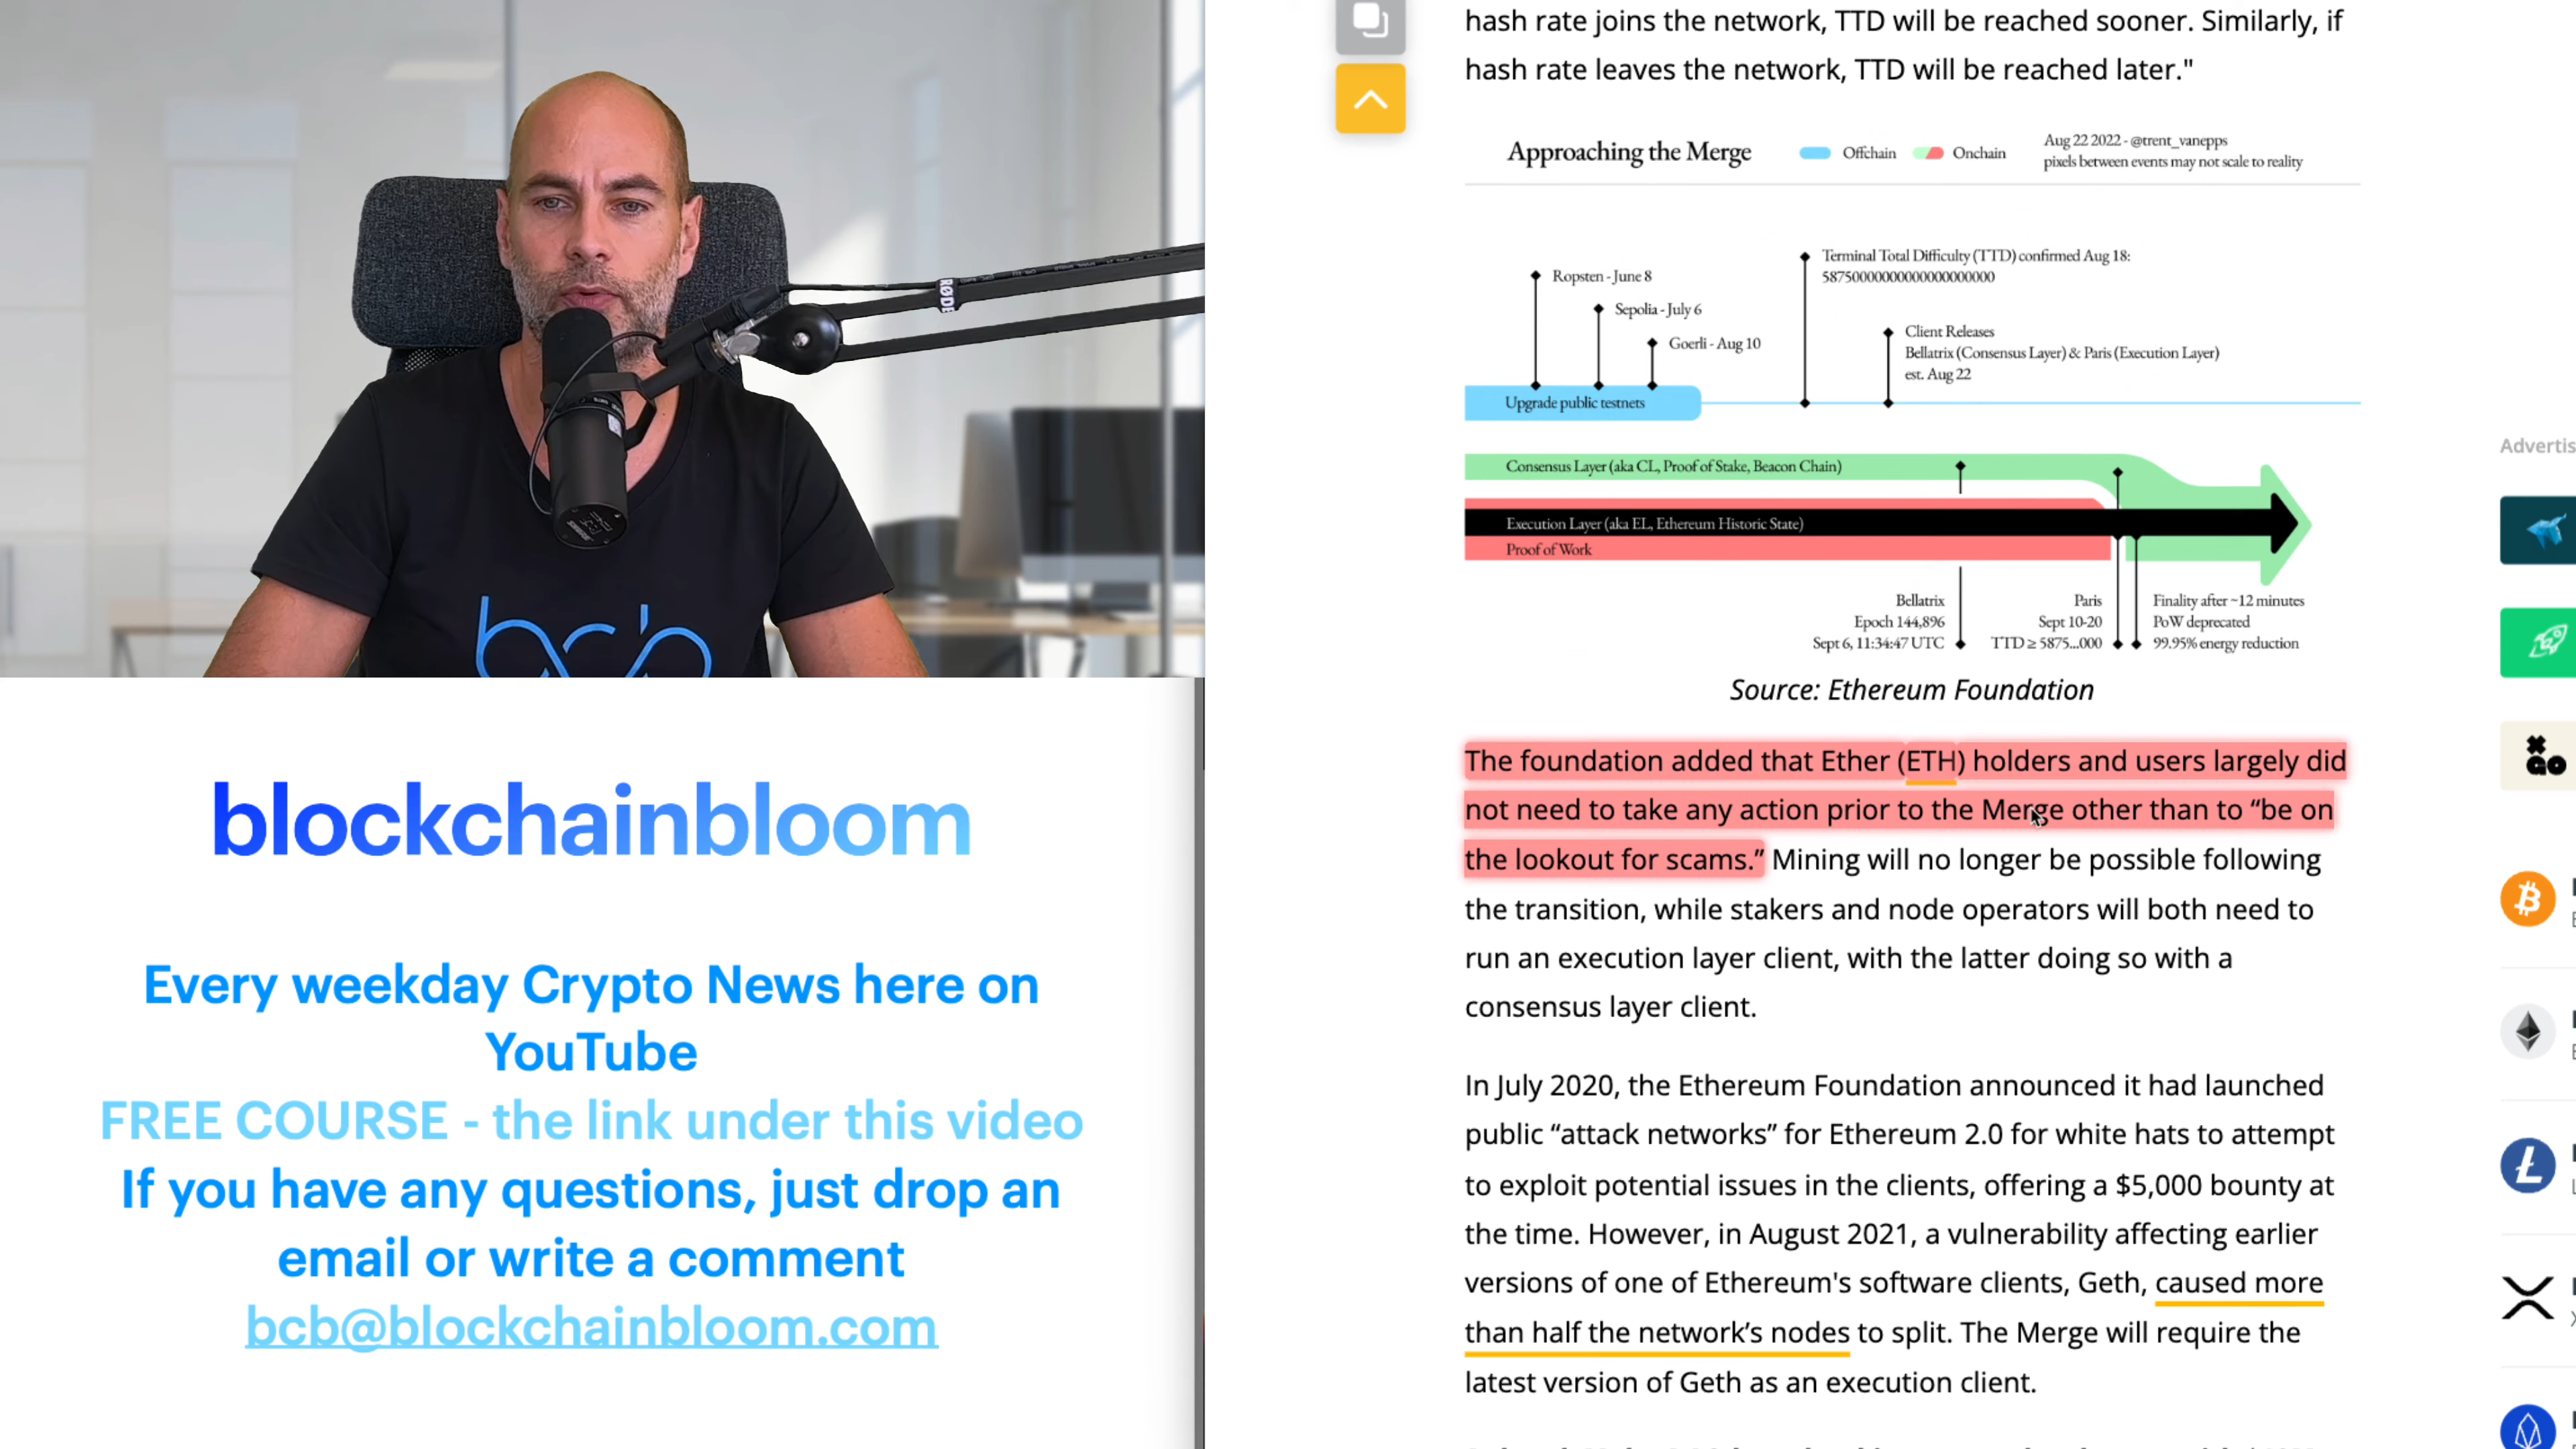 RØDE
bcb
blockchainbloom
Every weekday Crypto News here on
YouTube
FREE COURSE - the link under this video
If you have any questions, just drop an
email or write a comment
bcb@blockchainbloom.com
hash rate joins the network, TTD will be reached sooner. Similarly, if
hash rate leaves the network, TTD will be reached later."
Approaching the Merge
Offchain
Onchain
Aug 22 2022 - @trent_vanepps
pixels between events may not scale to reality
Ropsten - June 8
Sepolia - July 6
Goerli - Aug 10
Terminal Total Difficulty (TTD) confirmed Aug 18:
58750000000000000000000
Client Releases
Bellatrix (Consensus Layer) & Paris (Execution Layer)
est. Aug 22
Upgrade public testnets
Consensus Layer (aka CL, Proof of Stake, Beacon Chain)
Execution Layer (aka EL, Ethereum Historic State)
Proof of Work
Bellatrix
Epoch 144,896
Sept 6, 11:34:47 UTC
Paris
Sept 10-20
TTD ≥ 5875...000
Finality after ~12 minutes
PoW deprecated
99.95% energy reduction
Source: Ethereum Foundation
The foundation added that Ether (ETH) holders and users largely did
not need to take any action prior to the Merge other than to “be on
the lookout for scams.” Mining will no longer be possible following
the transition, while stakers and node operators will both need to
run an execution layer client, with the latter doing so with a
consensus layer client.
In July 2020, the Ethereum Foundation announced it had launched
public “attack networks” for Ethereum 2.0 for white hats to attempt
to exploit potential issues in the clients, offering a $5,000 bounty at
the time. However, in August 2021, a vulnerability affecting earlier
versions of one of Ethereum's software clients, Geth, caused more
than half the network’s nodes to split. The Merge will require the
latest version of Geth as an execution client.
Advertis